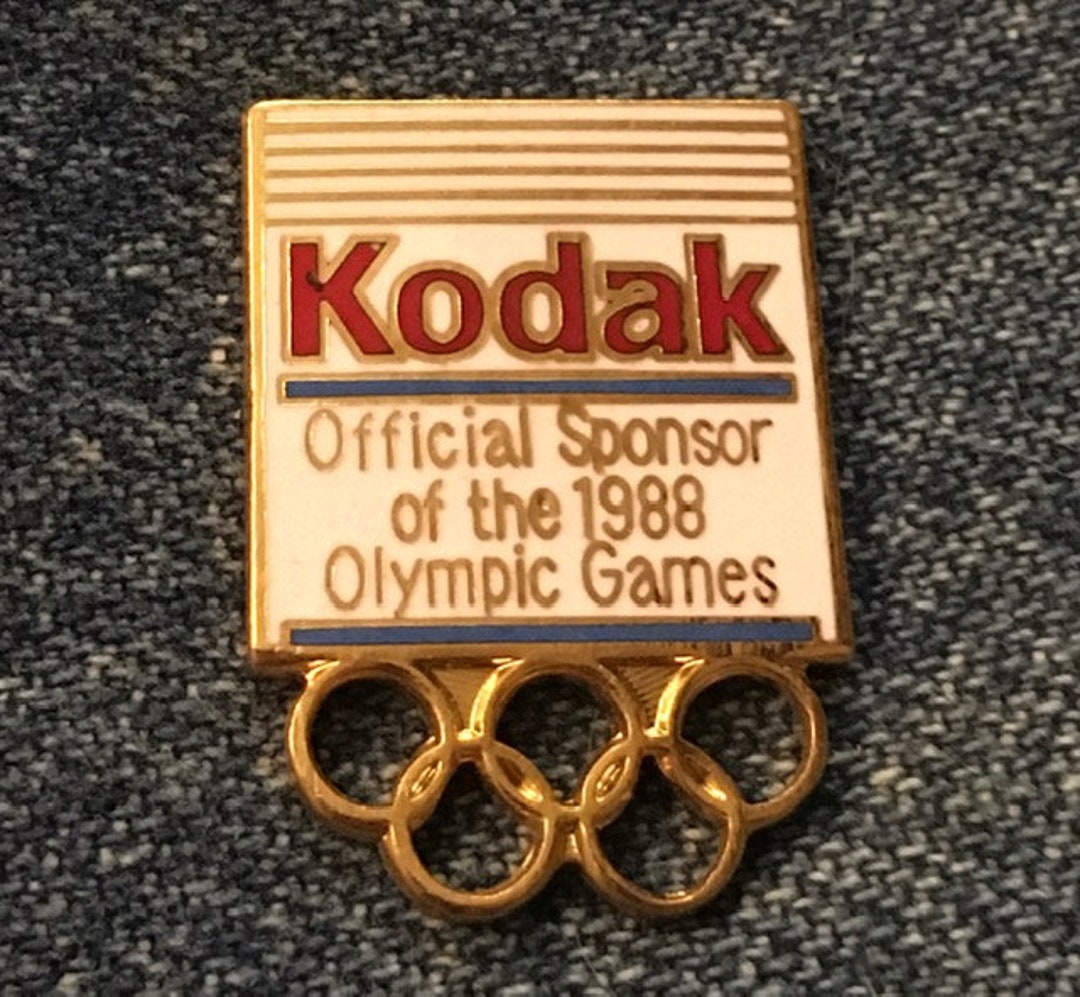 Kodak
Official Sponsor
of the 1988
Olympic Games